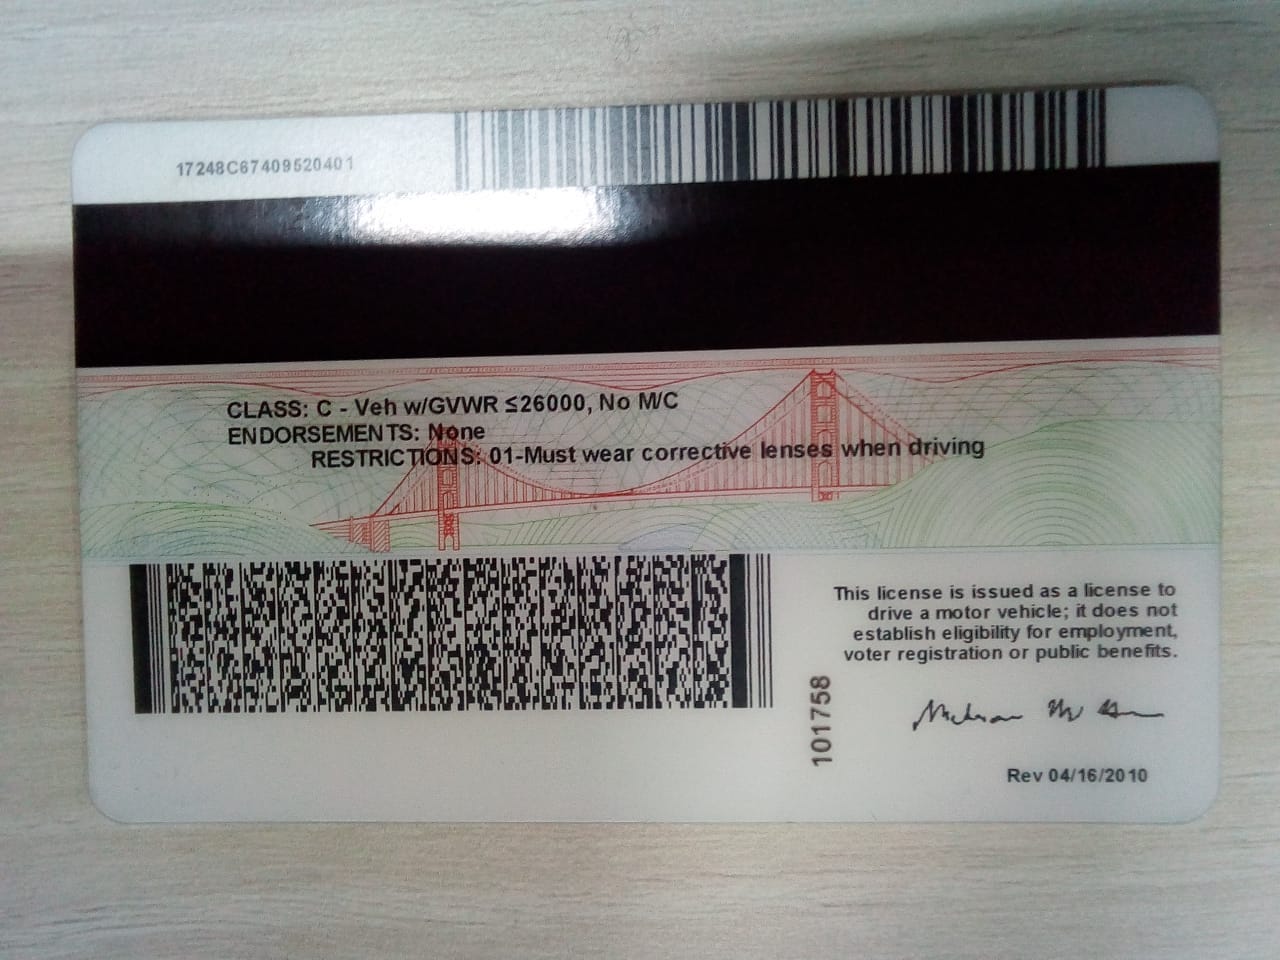 17248C67409520401
CLASS: C - Veh w/GVWR ≤26000, No M/C
ENDORSEMENTS: None
RESTRICTIONS: 01-Must wear corrective lenses when driving
This license is issued as a license to
drive a motor vehicle; it does not
establish eligibility for employment,
voter registration or public benefits.
101758
Rev 04/16/2010